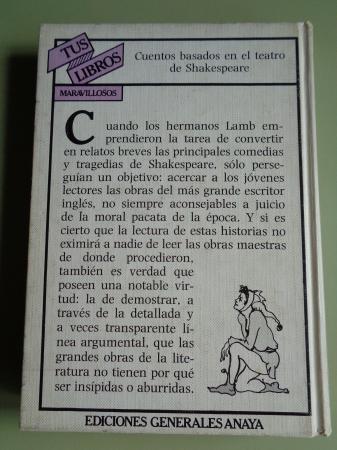 TUS
LIBROS
MARAVILLOSOS
Cuentos basados en el teatro
de Shakespeare
Cuando los hermanos Lamb em-
prendieron la tarea de convertir
en relatos breves las principales comedias
y tragedias de Shakespeare, sólo perse-
guían un objetivo: acercar a los jóvenes
lectores las obras del más grande escritor
inglés, no siempre aconsejables a juicio
de la moral pacata de la época. Y si es
cierto que la lectura de estas historias no
eximirá a nadie de leer las obras maestras
de donde procedieron,
también es verdad que
poseen una notable vir-
tud: la de demostrar, a
través de la detallada y
a veces transparente lí-
nea argumental, que las
grandes obras de la lite-
ratura no tienen por qué
ser insípidas o aburridas.
EDICIONES GENERALES ANAYA